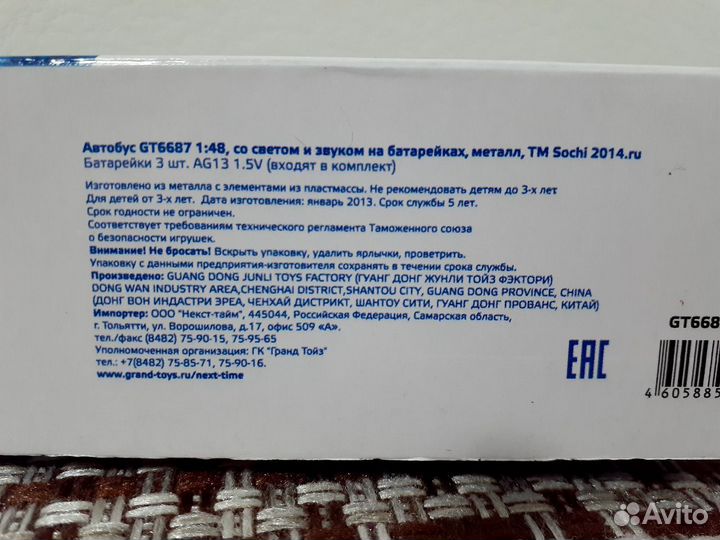 Автобус GT6687 1:48, со светом и звуком на батарейках, металл, ТМ Sochi 2014.ru
Батарейки 3 шт. AG13 1.5V (входят в комплект)
Изготовлено из металла с элементами из пластмассы. Не рекомендовать детям до 3-х лет
Для детей от 3-х лет. Дата изготовления: январь 2013. Срок службы 5 лет.
Срок годности не ограничен.
Соответствует требованиям технического регламента Таможенного союза
о безопасности игрушек.
Внимание! Не бросать! Вскрыть упаковку, удалить ярлычки, проветрить.
Упаковку с данными предприятия-изготовителя сохранять в течении срока службы.
Произведено: GUANG DONG JUNLI TOYS FACTORY (ГУАНГ ДОНГ ЖУНЛИ ТОЙЗ ФЭКТОРИ)
DONG WAN INDUSTRY AREA,CHENGHAI DISTRICT,SHANTOU CITY, GUANG DONG PROVINCE, CHINA
(ДОНГ ВОН ИНДАСТРИ ЭРЕА, ЧЕНХАЙ ДИСТРИКТ, ШАНТОУ СИТИ, ГУАНГ ДОНГ ПРОВАНС, КИТАЙ)
Импортер: ООО "Некст-тайм", 445044, Российская Федерация, Самарская область,
г. Тольятти, ул. Ворошилова, д.17, офис 509 «А».
тел./факс (8482) 75-90-15, 75-95-65
Уполномоченная организация: ГК "Гранд Тойз"
тел.: +7(8482) 75-85-71, 75-90-16.
www.grand-toys.ru/next-time
EAC
GT668
4 605885
Avito